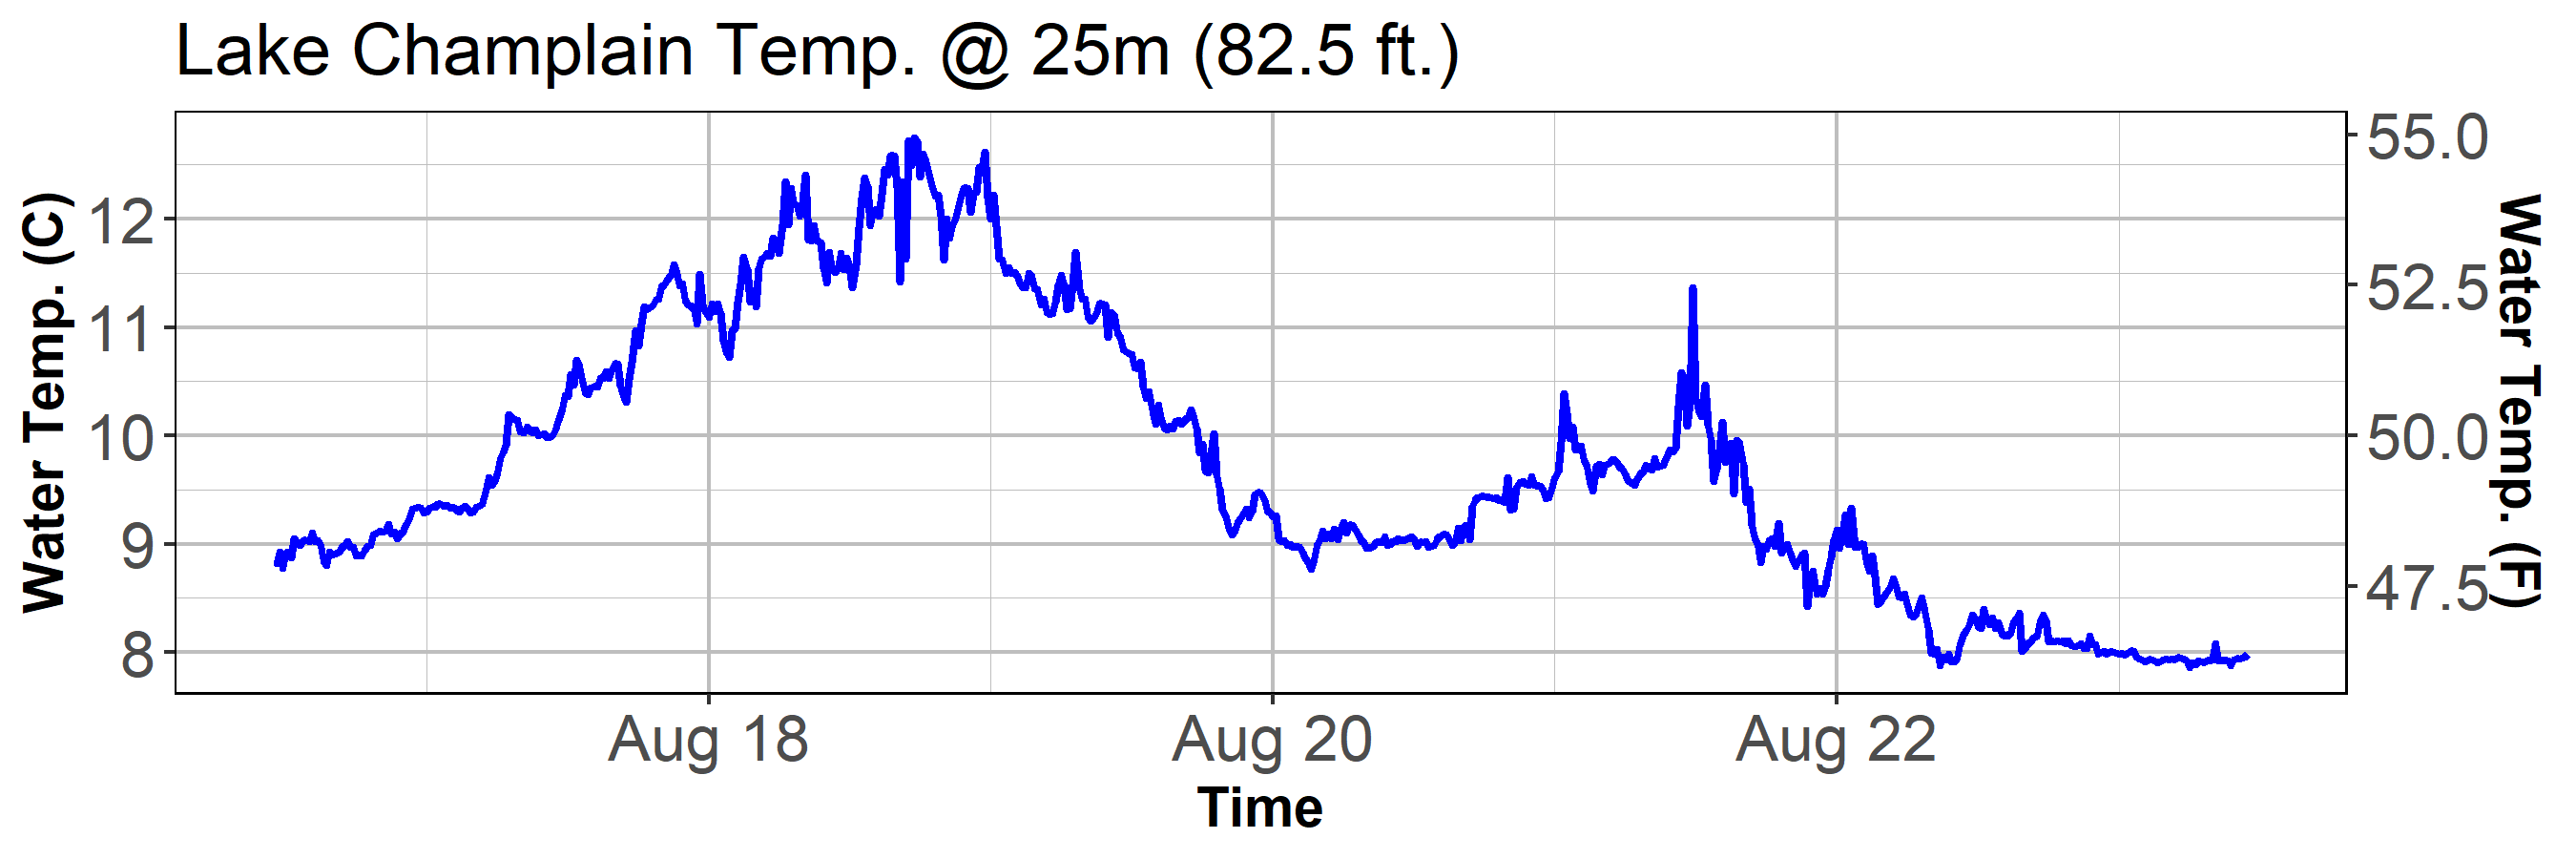 Lake Champlain Temp. @ 25m (82.5 ft.)
Water Temp. (C)
12
11
10
9
8
55.0
52.5
50.0
47.5
Water Temp. (F)
Aug 18 Aug 20 Aug 22
Time